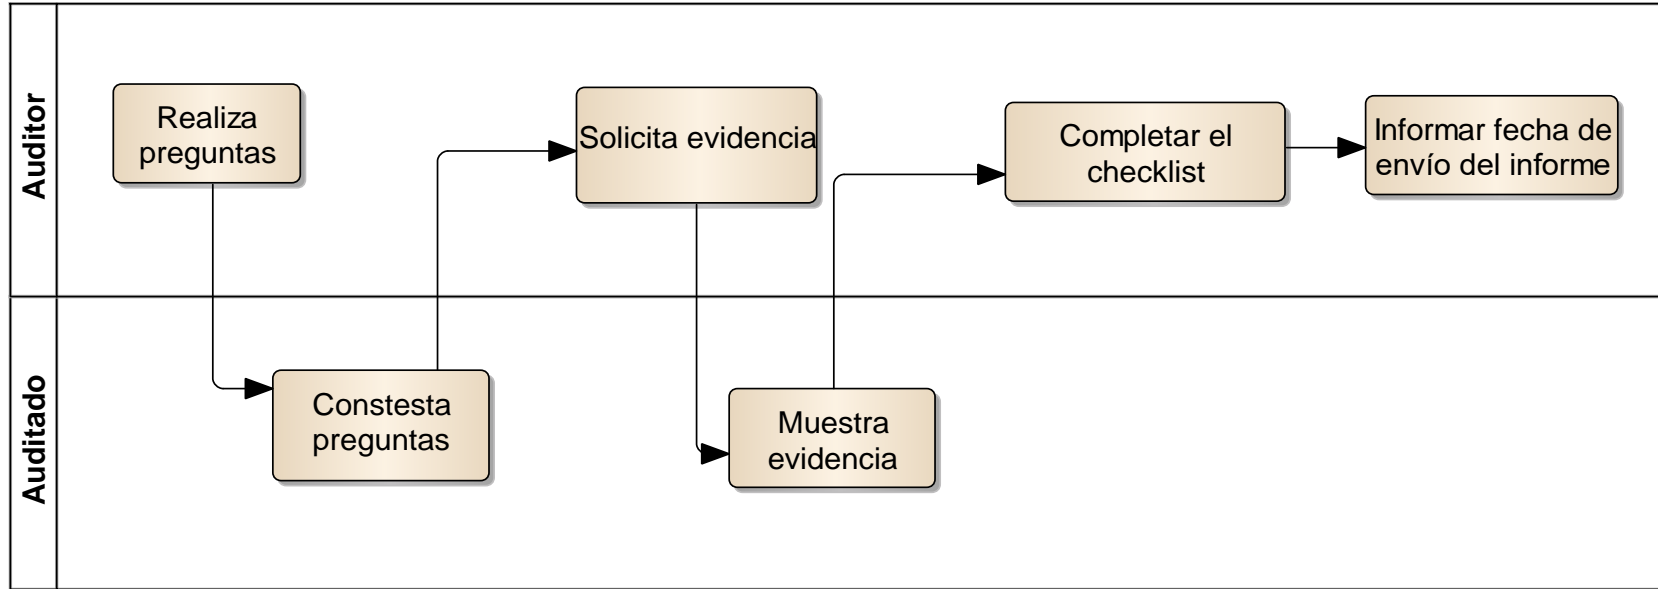 Auditor
Realiza
preguntas
Solicita evidencia
Completar el
checklist
Informar fecha de
envío del informe
Auditado
Constesta
preguntas
Muestra
evidencia